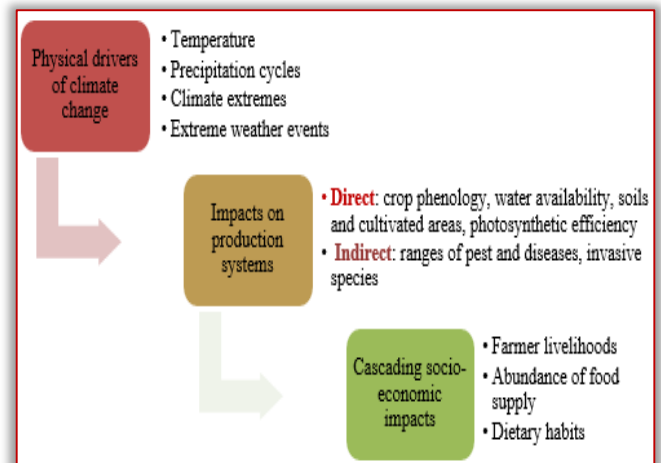 Physical drivers
of climate
change
• Temperature
• Precipitation cycles
• Climate extremes
• Extreme weather events
Impacts on
production
systems
• Direct: crop phenology, water availability, soils
and cultivated areas, photosynthetic efficiency
• Indirect: ranges of pest and diseases, invasive
species
Cascading socio-
economic
impacts
• Farmer livelihoods
• Abundance of food
supply
• Dietary habits